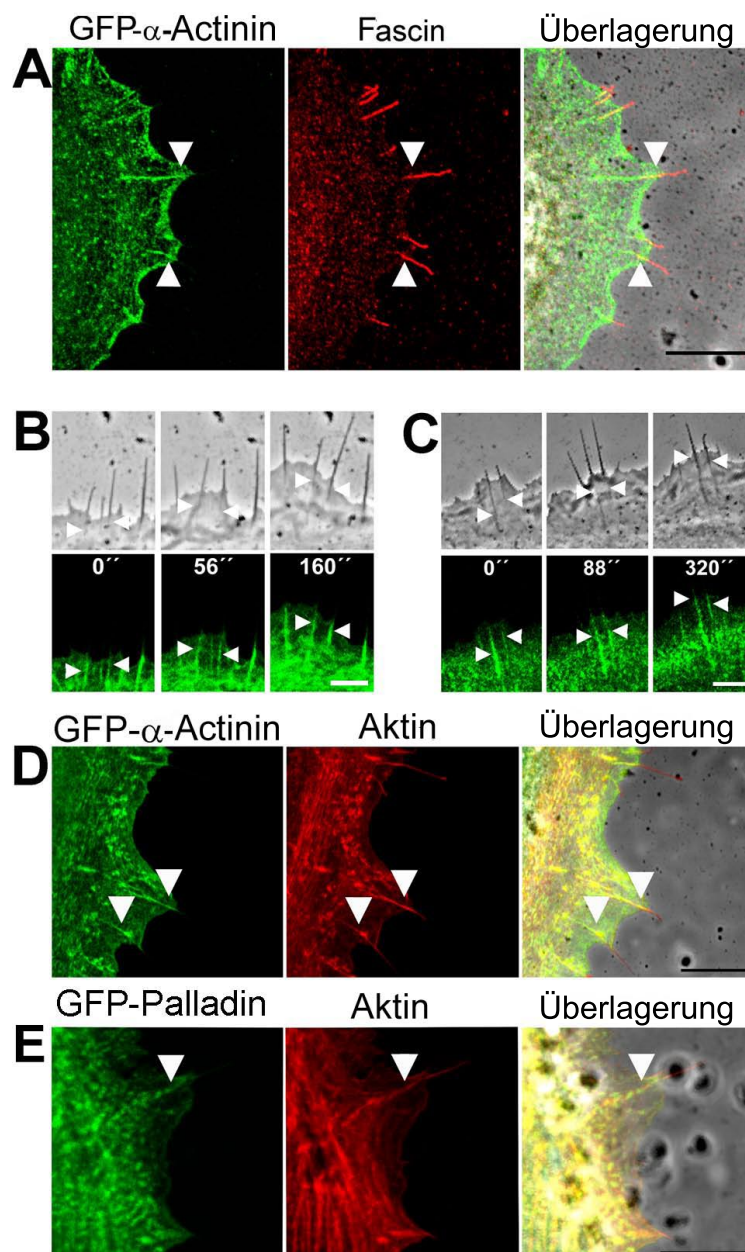 GFP-α-Actinin Fascin Überlagerung
A
B
C
0´´ 56´´ 160´´
0´´ 88´´ 320´´
GFP-α-Actinin Aktin Überlagerung
D
GFP-Palladin Aktin Überlagerung
E